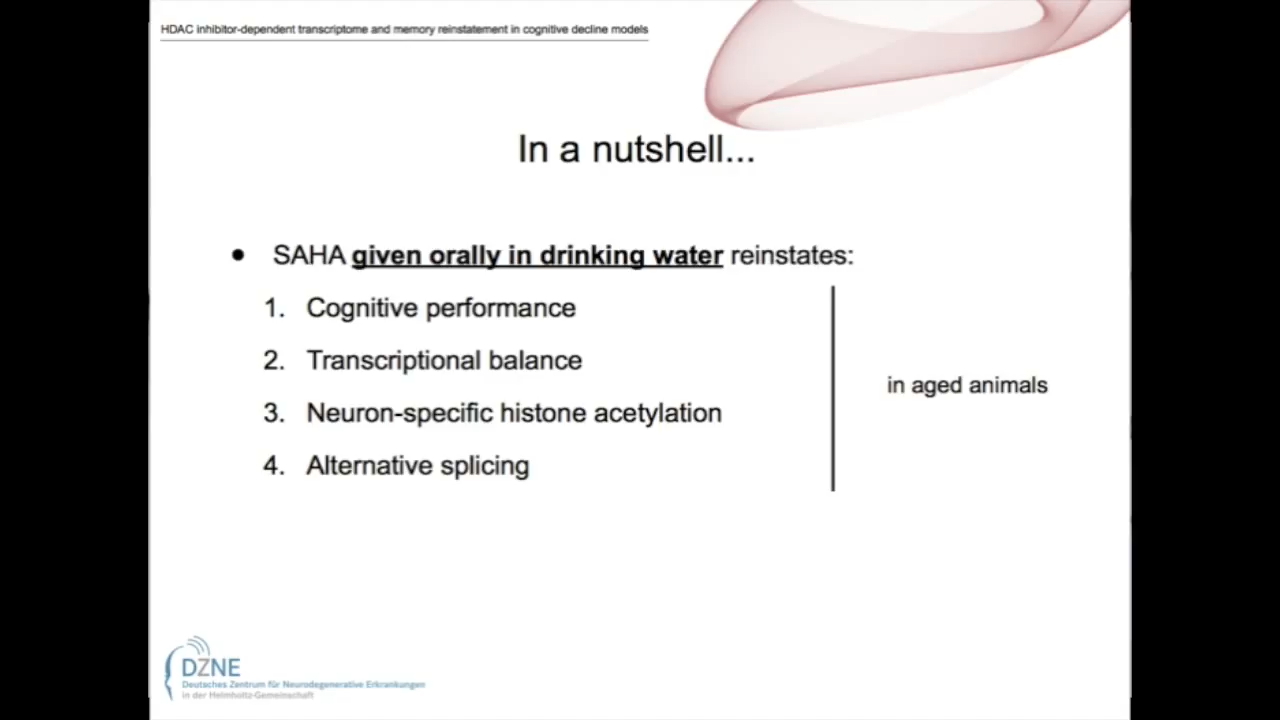 HDAC inhibitor-dependent transcriptome and memory reinstatement in cognitive decline models
In a nutshell...
• SAHA given orally in drinking water reinstates:
1. Cognitive performance
2. Transcriptional balance
3. Neuron-specific histone acetylation
4. Alternative splicing
in aged animals
DZNE
Deutsches Zentrum für Neurodegenerative Erkrankungen
in der Helmholtz-Gemeinschaft